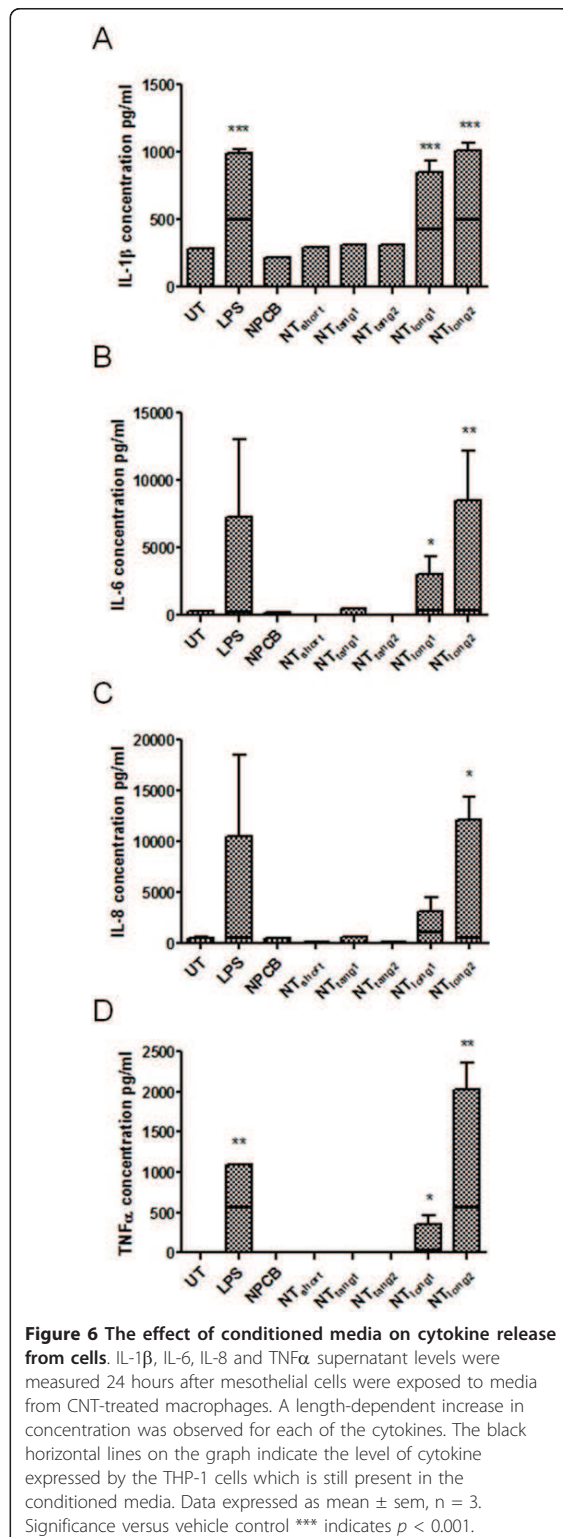 A
IL-1β concentration pg/ml
1500
1000
500
0
***
***
***
UT
LPS
NPCB
NTshort
NTtang1
NTtang2
NTlong1
NTlong2
B
IL-6 concentration pg/ml
15000
10000
5000
0
*
**
UT
LPS
NPCB
NTshort
NTtang1
NTtang2
NTlong1
NTlong2
C
IL-8 concentration pg/ml
20000
15000
10000
5000
0
*
UT
LPS
NPCB
NTshort
NTtang1
NTtang2
NTlong1
NTlong2
D
TNFα concentration pg/ml
2500
2000
1500
1000
500
0
**
*
**
UT
LPS
NPCB
NTshort
NTtang1
NTtang2
NTlong1
NTlong2
Figure 6 The effect of conditioned media on cytokine release
from cells. IL-1β, IL-6, IL-8 and TNFα supernatant levels were
measured 24 hours after mesothelial cells were exposed to media
from CNT-treated macrophages. A length-dependent increase in
concentration was observed for each of the cytokines. The black
horizontal lines on the graph indicate the level of cytokine
expressed by the THP-1 cells which is still present in the
conditioned media. Data expressed as mean ± sem, n = 3.
Significance versus vehicle control *** indicates p < 0.001.